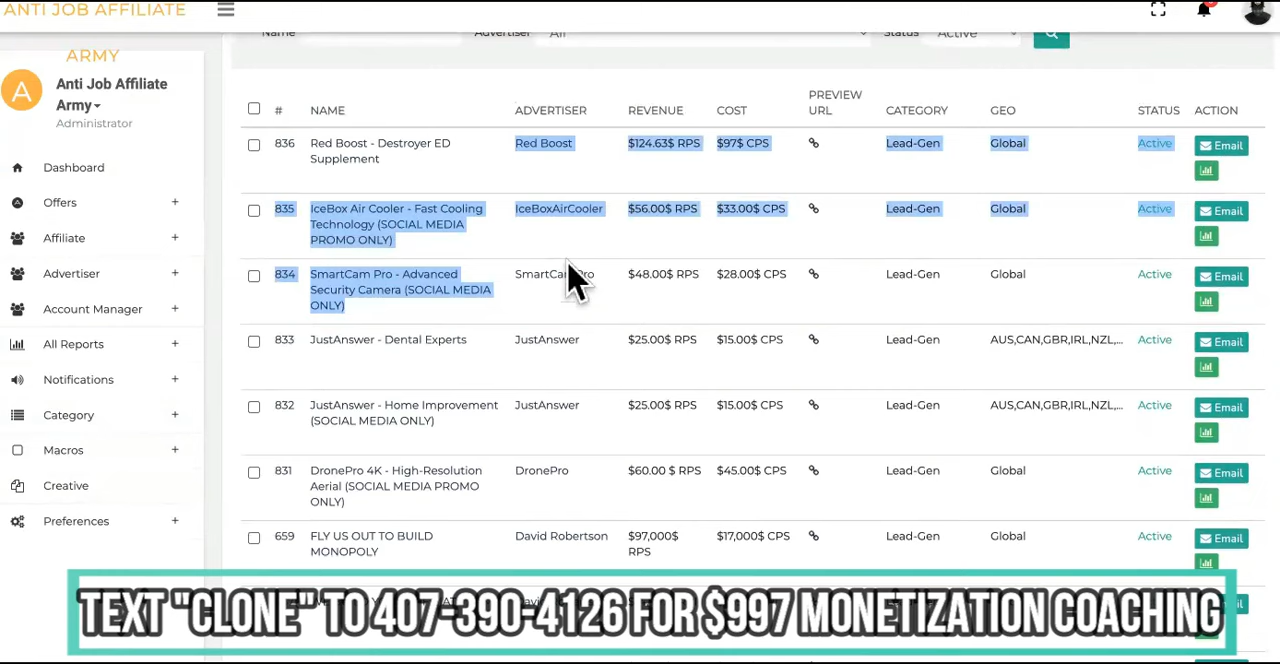 ANTI JOB AFFILIATE
ARMY
A
Anti Job Affiliate
Army
Administrator
Dashboard
Offers +
Affiliate +
Advertiser +
Account Manager +
All Reports +
Notifications +
Category +
Macros +
Creative
Preferences +
Name Advertiser All Status Active
# NAME ADVERTISER REVENUE COST PREVIEW URL CATEGORY GEO STATUS ACTION
836 Red Boost - Destroyer ED Red Boost $124.63$ RPS $97$ CPS Lead-Gen Global Active Email
Supplement
835 IceBox Air Cooler - Fast Cooling IceBoxAirCooler $56.00$ RPS $33.00$ CPS Lead-Gen Global Active Email
Technology (SOCIAL MEDIA
PROMO ONLY)
834 SmartCam Pro - Advanced SmartCam Pro $48.00$ RPS $28.00$ CPS Lead-Gen Global Active Email
Security Camera (SOCIAL MEDIA
ONLY)
833 JustAnswer - Dental Experts JustAnswer $25.00$ RPS $15.00$ CPS Lead-Gen AUS,CAN,GBR,IRL,NZL,... Active Email
832 JustAnswer - Home Improvement JustAnswer $25.00$ RPS $15.00$ CPS Lead-Gen AUS,CAN,GBR,IRL,NZL,... Active Email
(SOCIAL MEDIA ONLY)
831 DronePro 4K - High-Resolution DronePro $60.00 $ RPS $45.00$ CPS Lead-Gen Global Active Email
Aerial (SOCIAL MEDIA PROMO
ONLY)
659 FLY US OUT TO BUILD David Robertson $97,000$ $17,000$ CPS Lead-Gen Global Active Email
MONOPOLY RPS
TEXT "CLONE" TO 407-390-4126 FOR $997 MONETIZATION COACHING